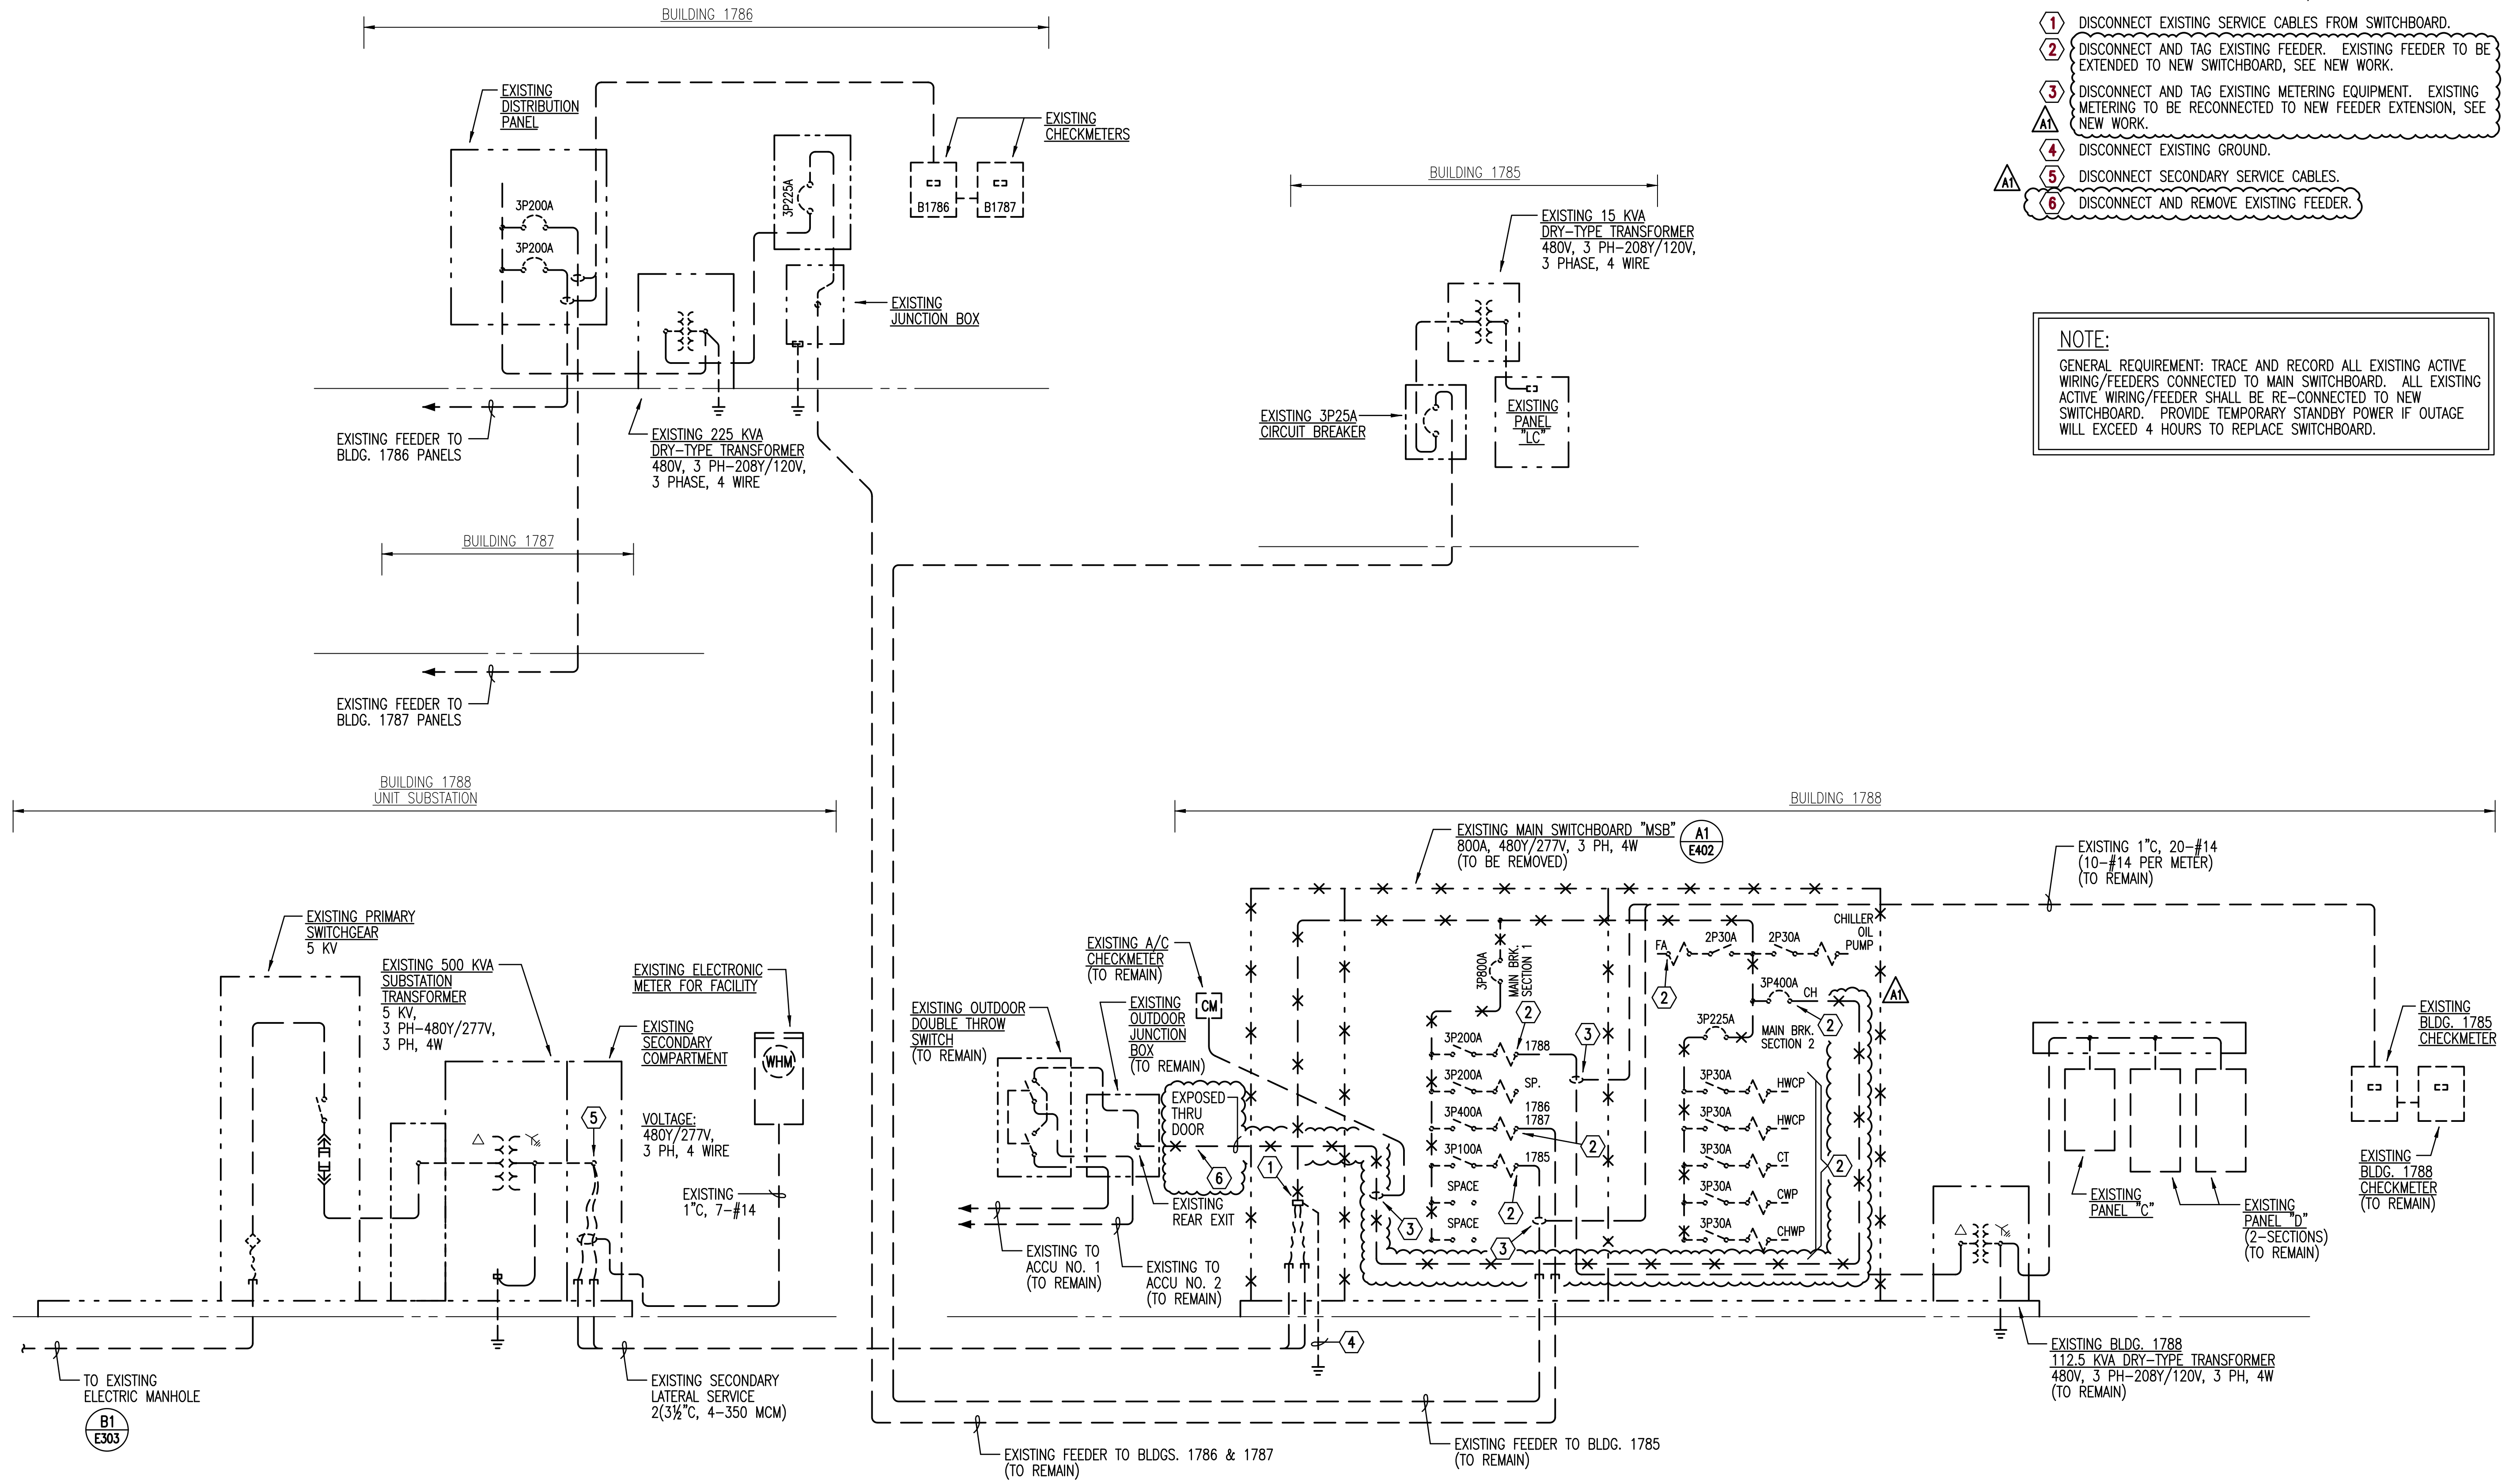 BUILDING 1786
EXISTING
DISTRIBUTION
PANEL
3P200A
3P200A
3P225A
EXISTING
CHECKMETERS
B1786
B1787
EXISTING
JUNCTION BOX
EXISTING FEEDER TO
BLDG. 1786 PANELS
EXISTING 225 KVA
DRY-TYPE TRANSFORMER
480V, 3 PH-208Y/120V,
3 PHASE, 4 WIRE
BUILDING 1787
EXISTING FEEDER TO
BLDG. 1787 PANELS
BUILDING 1785
EXISTING 15 KVA
DRY-TYPE TRANSFORMER
480V, 3 PH-208Y/120V,
3 PHASE, 4 WIRE
EXISTING 3P25A
CIRCUIT BREAKER
EXISTING
PANEL
"LC"
1 DISCONNECT EXISTING SERVICE CABLES FROM SWITCHBOARD.
2 DISCONNECT AND TAG EXISTING FEEDER. EXISTING FEEDER TO BE
EXTENDED TO NEW SWITCHBOARD, SEE NEW WORK.
3 DISCONNECT AND TAG EXISTING METERING EQUIPMENT. EXISTING
METERING TO BE RECONNECTED TO NEW FEEDER EXTENSION, SEE
NEW WORK.
A1
4 DISCONNECT EXISTING GROUND.
A1
5 DISCONNECT SECONDARY SERVICE CABLES.
6 DISCONNECT AND REMOVE EXISTING FEEDER.
NOTE:
GENERAL REQUIREMENT: TRACE AND RECORD ALL EXISTING ACTIVE
WIRING/FEEDERS CONNECTED TO MAIN SWITCHBOARD. ALL EXISTING
ACTIVE WIRING/FEEDER SHALL BE RE-CONNECTED TO NEW
SWITCHBOARD. PROVIDE TEMPORARY STANDBY POWER IF OUTAGE
WILL EXCEED 4 HOURS TO REPLACE SWITCHBOARD.
BUILDING 1788
UNIT SUBSTATION
EXISTING PRIMARY
SWITCHGEAR
5 KV
EXISTING 500 KVA
SUBSTATION
TRANSFORMER
5 KV,
3 PH-480Y/277V,
3 PH, 4W
EXISTING
SECONDARY
COMPARTMENT
EXISTING ELECTRONIC
METER FOR FACILITY
WHM
5
VOLTAGE:
480Y/277V,
3 PH, 4 WIRE
EXISTING
1"C, 7-#14
TO EXISTING
ELECTRIC MANHOLE
B1
E303
EXISTING SECONDARY
LATERAL SERVICE
2(3½"C, 4-350 MCM)
BUILDING 1788
EXISTING MAIN SWITCHBOARD "MSB"
800A, 480Y/277V, 3 PH, 4W
(TO BE REMOVED)
A1
E402
EXISTING 1"C, 20-#14
(10-#14 PER METER)
(TO REMAIN)
EXISTING A/C
CHECKMETER
(TO REMAIN)
CM
EXISTING OUTDOOR
DOUBLE THROW
SWITCH
(TO REMAIN)
EXISTING
OUTDOOR
JUNCTION
BOX
(TO REMAIN)
EXPOSED
THRU
DOOR
6
1
EXISTING
REAR EXIT
EXISTING TO
ACCU NO. 1
(TO REMAIN)
EXISTING TO
ACCU NO. 2
(TO REMAIN)
3P800A
MAIN BRK.
SECTION 1
3P200A
1788
2
3
3P200A
SP.
3P400A
1786
1787
2
3P100A
1785
2
SPACE
SPACE
3
3
FA
2P30A
2P30A
CHILLER
OIL
PUMP
2
3P400A
CH
A1
2
3P225A
MAIN BRK.
SECTION 2
3P30A
HWCP
3P30A
HWCP
3P30A
CT
2
3P30A
CWP
3P30A
CHWP
4
EXISTING
PANEL "C"
EXISTING
PANEL "D"
(2-SECTIONS)
(TO REMAIN)
EXISTING
BLDG. 1785
CHECKMETER
EXISTING
BLDG. 1788
CHECKMETER
(TO REMAIN)
EXISTING BLDG. 1788
112.5 KVA DRY-TYPE TRANSFORMER
480V, 3 PH-208Y/120V, 3 PH, 4W
(TO REMAIN)
EXISTING FEEDER TO BLDGS. 1786 & 1787
(TO REMAIN)
EXISTING FEEDER TO BLDG. 1785
(TO REMAIN)